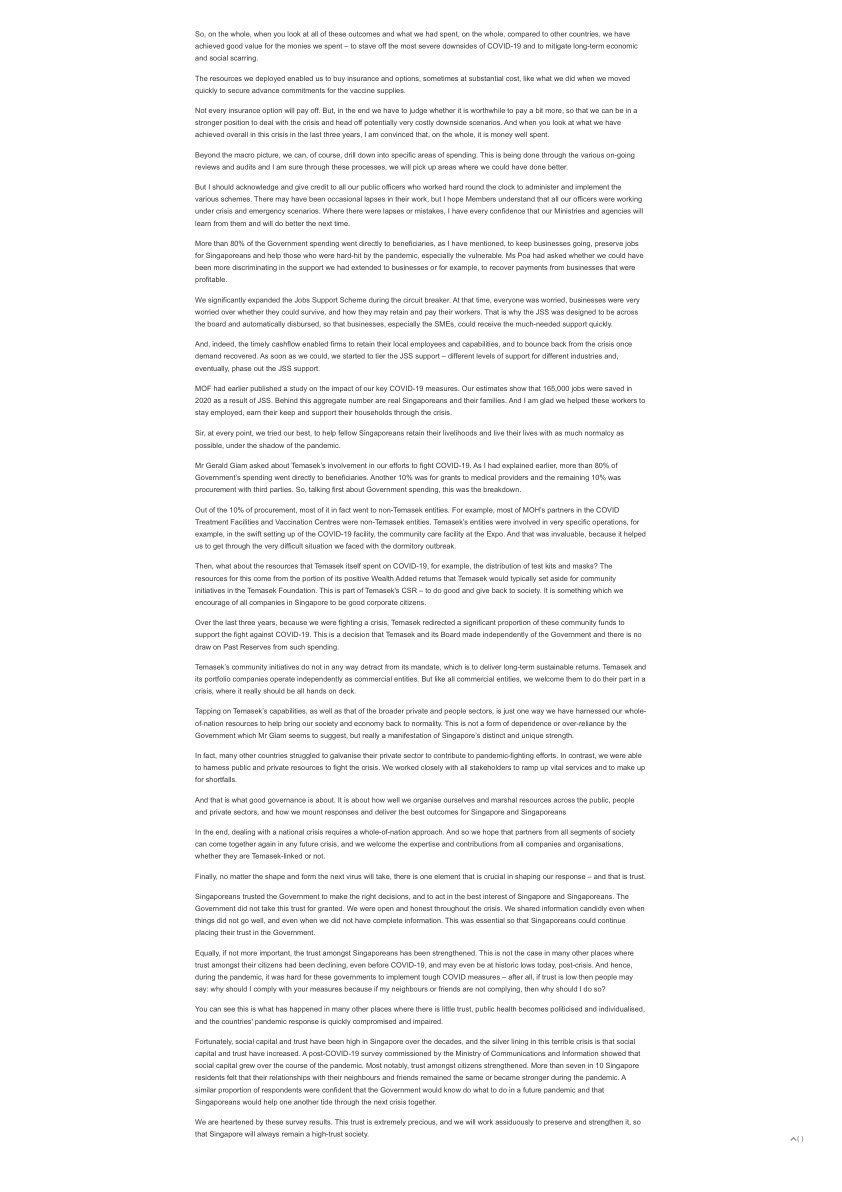 So, on the whole, when you look at all of these outcomes and what we had spent, on the whole, compared to other countries, we have
achieved good value for the monies we spent – to stave off the most severe downsides of COVID-19 and to mitigate long-term economic
and social scarring.
The resources we deployed enabled us to buy insurance and options, sometimes at substantial cost, like what we did when we moved
quickly to secure advance commitments for the vaccine supplies.
Not every insurance option will pay off. But, in the end we have to judge whether it is worthwhile to pay a bit more, so that we can be in a
stronger position to deal with the crisis and head off potentially very costly downside scenarios. And when you look at what we have
achieved overall in this crisis in the last three years, I am convinced that, on the whole, it is money well spent.
Beyond the macro picture, we can, of course, drill down into specific areas of spending. This is being done through the various on-going
reviews and audits and I am sure through these processes, we will pick up areas where we could have done better.
But I should acknowledge and give credit to all our public officers who worked hard round the clock to administer and implement the
various schemes. There may have been occasional lapses in their work, but I hope Members understand that all our officers were working
under crisis and emergency scenarios. Where there were lapses or mistakes, I have every confidence that our Ministries and agencies will
learn from them and will do better the next time.
More than 80% of the Government spending went directly to beneficiaries, as I have mentioned, to keep businesses going, preserve jobs
for Singaporeans and help those who were hard-hit by the pandemic, especially the vulnerable. Ms Poa had asked whether we could have
been more discriminating in the support we had extended to businesses or for example, to recover payments from businesses that were
profitable.
We significantly expanded the Jobs Support Scheme during the circuit breaker. At that time, everyone was worried, businesses were very
worried over whether they could survive, and how they may retain and pay their workers. That is why the JSS was designed to be across
the board and automatically disbursed, so that businesses, especially the SMEs, could receive the much-needed support quickly.
And, indeed, the timely cashflow enabled firms to retain their local employees and capabilities, and to bounce back from the crisis once
demand recovered. As soon as we could, we started to tier the JSS support – different levels of support for different industries and,
eventually, phase out the JSS support.
MOF had earlier published a study on the impact of our key COVID-19 measures. Our estimates show that 165,000 jobs were saved in
2020 as a result of JSS. Behind this aggregate number are real Singaporeans and their families. And I am glad we helped these workers to
stay employed, earn their keep and support their households through the crisis.
Sir, at every point, we tried our best, to help fellow Singaporeans retain their livelihoods and live their lives with as much normalcy as
possible, under the shadow of the pandemic.
Mr Gerald Giam asked about Temasek's involvement in our efforts to fight COVID-19. As I had explained earlier, more than 80% of
Government's spending went directly to beneficiaries. Another 10% was for grants to medical providers and the remaining 10% was
procurement with third parties. So, talking first about Government spending, this was the breakdown.
Out of the 10% of procurement, most of it in fact went to non-Temasek entities. For example, most of MOH's partners in the COVID
Treatment Facilities and Vaccination Centres were non-Temasek entities. Temasek's entities were involved in very specific operations, for
example, in the swift setting up of the COVID-19 facility, the community care facility at the Expo. And that was invaluable, because it helped
us to get through the very difficult situation we faced with the dormitory outbreak.
Then, what about the resources that Temasek itself spent on COVID-19, for example, the distribution of test kits and masks? The
resources for this come from the portion of its positive Wealth Added returns that Temasek would typically set aside for community
initiatives in the Temasek Foundation. This is part of Temasek's CSR – to do good and give back to society. It is something which we
encourage of all companies in Singapore to be good corporate citizens.
Over the last three years, because we were fighting a crisis, Temasek redirected a significant proportion of these community funds to
support the fight against COVID-19. This is a decision that Temasek and its Board made independently of the Government and there is no
draw on Past Reserves from such spending.
Temasek's community initiatives do not in any way detract from its mandate, which is to deliver long-term sustainable returns. Temasek and
its portfolio companies operate independently as commercial entities. But like all commercial entities, we welcome them to do their part in a
crisis, where it really should be all hands on deck.
Tapping on Temasek's capabilities, as well as that of the broader private and people sectors, is just one way we have harnessed our whole-
of-nation resources to help bring our society and economy back to normality. This is not a form of dependence or over-reliance by the
Government which Mr Giam seems to suggest, but really a manifestation of Singapore's distinct and unique strength.
In fact, many other countries struggled to galvanise their private sector to contribute to pandemic-fighting efforts. In contrast, we were able
to harness public and private resources to fight the crisis. We worked closely with all stakeholders to ramp up vital services and to make up
for shortfalls.
And that is what good governance is about. It is about how well we organise ourselves and marshal resources across the public, people
and private sectors, and how we mount responses and deliver the best outcomes for Singapore and Singaporeans
In the end, dealing with a national crisis requires a whole-of-nation approach. And so we hope that partners from all segments of society
can come together again in any future crisis, and we welcome the expertise and contributions from all companies and organisations,
whether they are Temasek-linked or not.
Finally, no matter the shape and form the next virus will take, there is one element that is crucial in shaping our response – and that is trust.
Singaporeans trusted the Government to make the right decisions, and to act in the best interest of Singapore and Singaporeans. The
Government did not take this trust for granted. We were open and honest throughout the crisis. We shared information candidly even when
things did not go well, and even when we did not have complete information. This was essential so that Singaporeans could continue
placing their trust in the Government.
Equally, if not more important, the trust amongst Singaporeans has been strengthened. This is not the case in many other places where
trust amongst their citizens had been declining, even before COVID-19, and may even be at historic lows today, post-crisis. And hence,
during the pandemic, it was hard for these governments to implement tough COVID measures – after all, if trust is low then people may
say: why should I comply with your measures because if my neighbours or friends are not complying, then why should I do so?
You can see this is what has happened in many other places where there is little trust, public health becomes politicised and individualised,
and the countries' pandemic response is quickly compromised and impaired.
Fortunately, social capital and trust have been high in Singapore over the decades, and the silver lining in this terrible crisis is that social
capital and trust have increased. A post-COVID-19 survey commissioned by the Ministry of Communications and Information showed that
social capital grew over the course of the pandemic. Most notably, trust amongst citizens strengthened. More than seven in 10 Singapore
residents felt that their relationships with their neighbours and friends remained the same or became stronger during the pandemic. A
similar proportion of respondents were confident that the Government would know do what to do in a future pandemic and that
Singaporeans would help one another tide through the next crisis together.
We are heartened by these survey results. This trust is extremely precious, and we will work assiduously to preserve and strengthen it, so
that Singapore will always remain a high-trust society.
( )